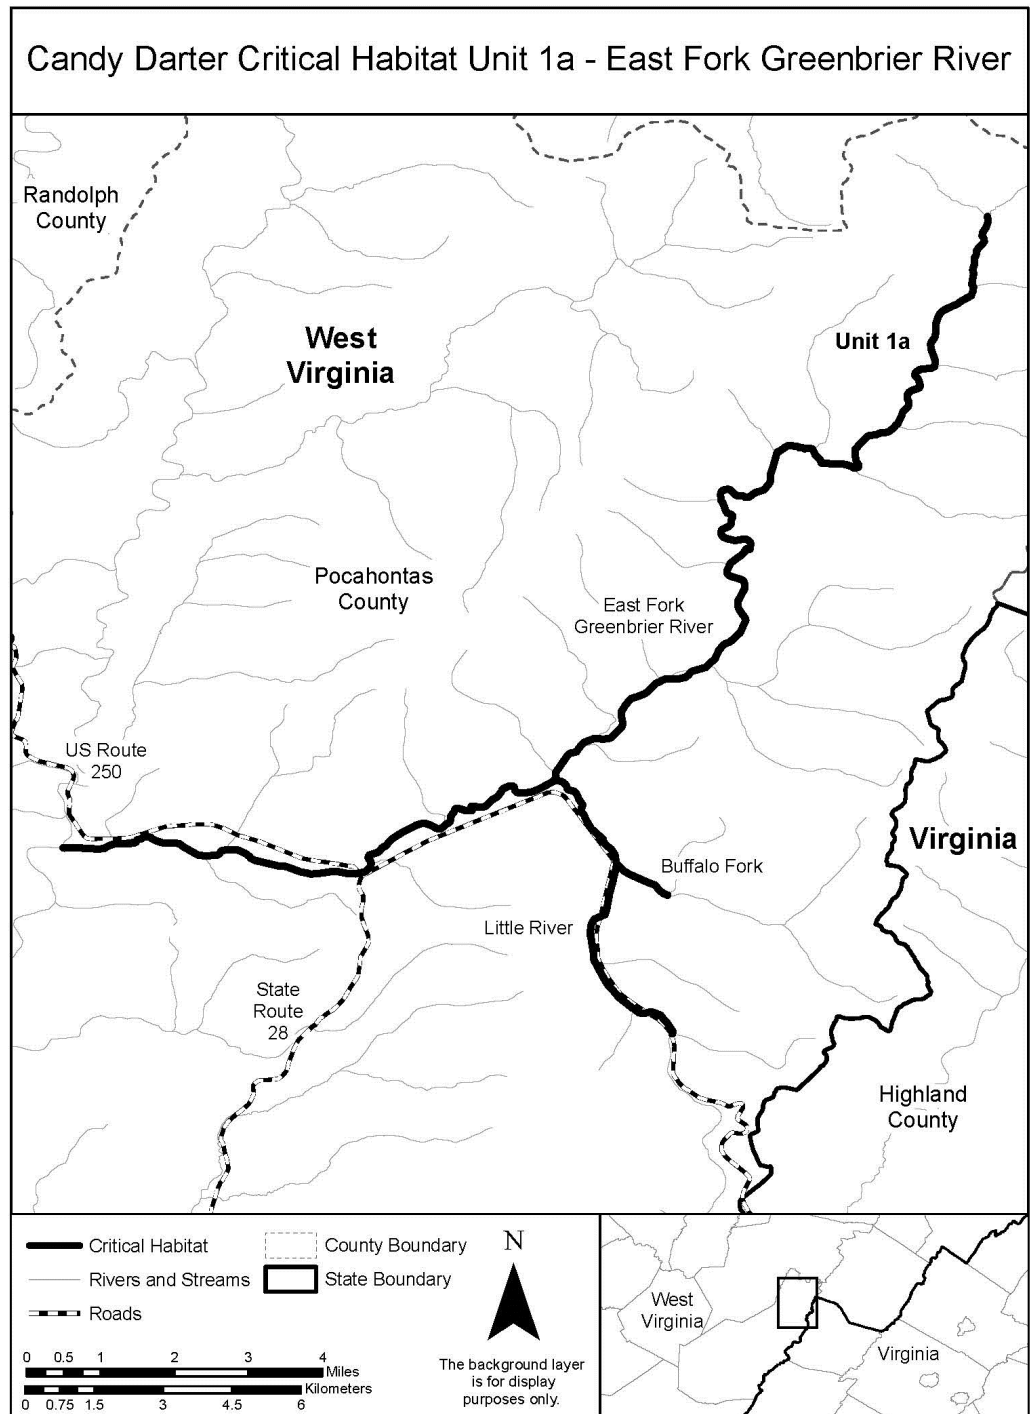 Candy Darter Critical Habitat Unit 1a - East Fork Greenbrier River
Randolph
County
West
Virginia
Unit 1a
Pocahontas
County
East Fork
Greenbrier River
US Route
250
Virginia
Buffalo Fork
Little River
State
Route
28
Highland
County
Critical Habitat
County Boundary
Rivers and Streams
State Boundary
Roads
N
The background layer
is for display
purposes only.
0 0.5 1 2 3 4
Miles
Kilometers
0 0.75 1.5 3 4.5 6
West
Virginia
Virginia